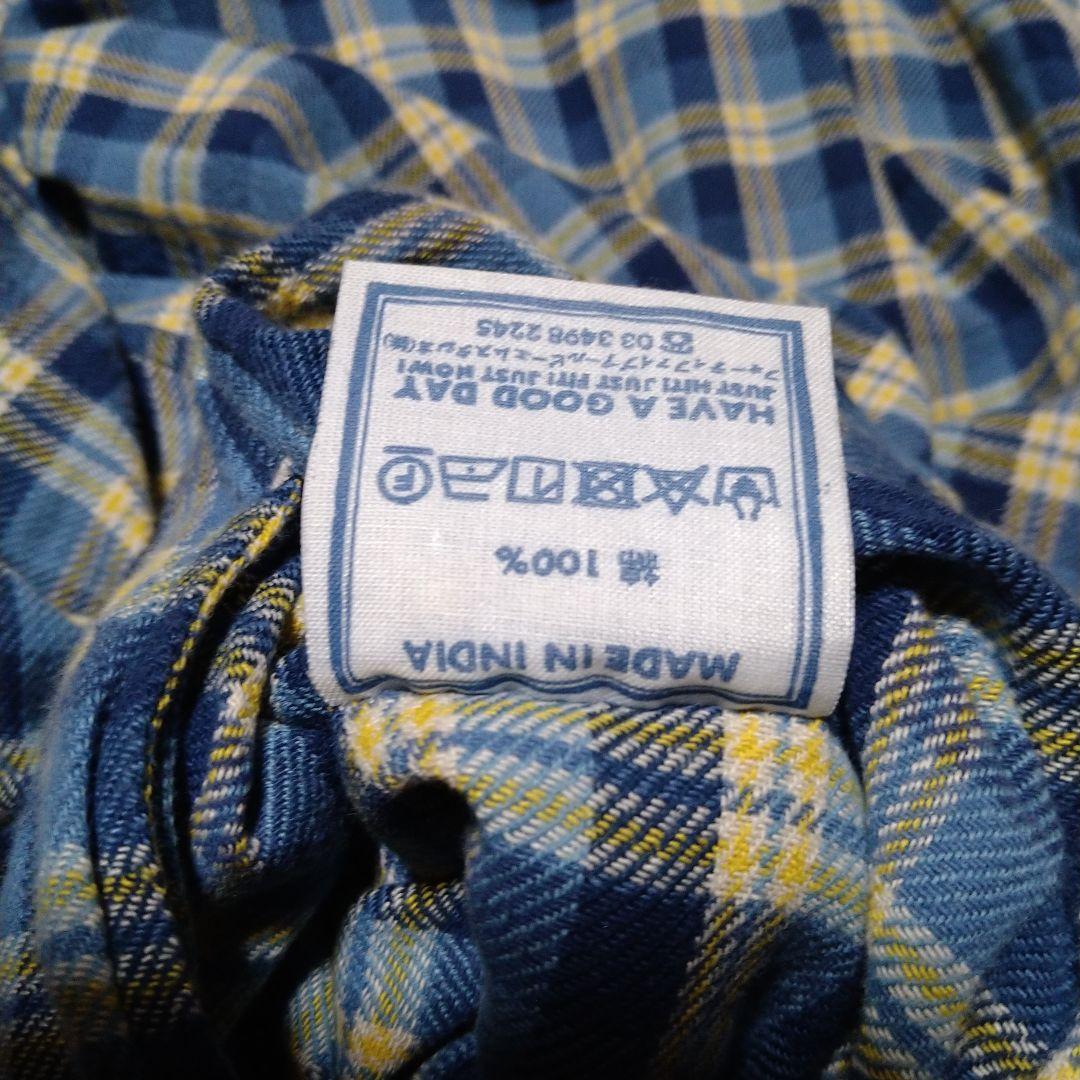 MADE IN INDIA
綿 100%
F
HAVE A GOOD DAY
JUST HIT! JUST FIT! JUST NOW!
フォーティファイブアールピーエムスタジオ(株)
☎ 03 3498 2245